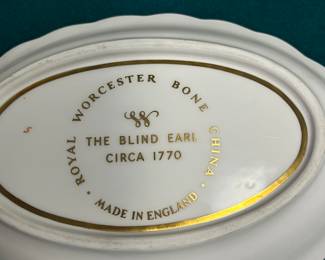 ROYAL WORCESTER BONE CHINA
THE BLIND EARL
CIRCA 1770
MADE IN ENGLAND
S